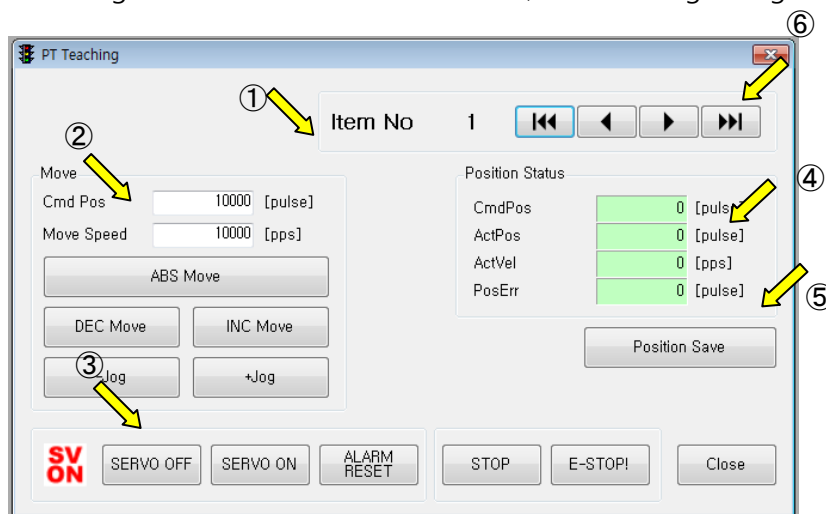 ⑥
PT Teaching
①
Item No 1
②
Move
Cmd Pos 10000 [pulse]
Move Speed 10000 [pps]
ABS Move
DEC Move INC Move
③
-Jog +Jog
Position Status
④
CmdPos 0 [pulse]
ActPos 0 [pulse]
ActVel 0 [pps]
PosErr 0 [pulse]
⑤
Position Save
SV
ON
SERVO OFF SERVO ON ALARM
RESET
STOP E-STOP! Close